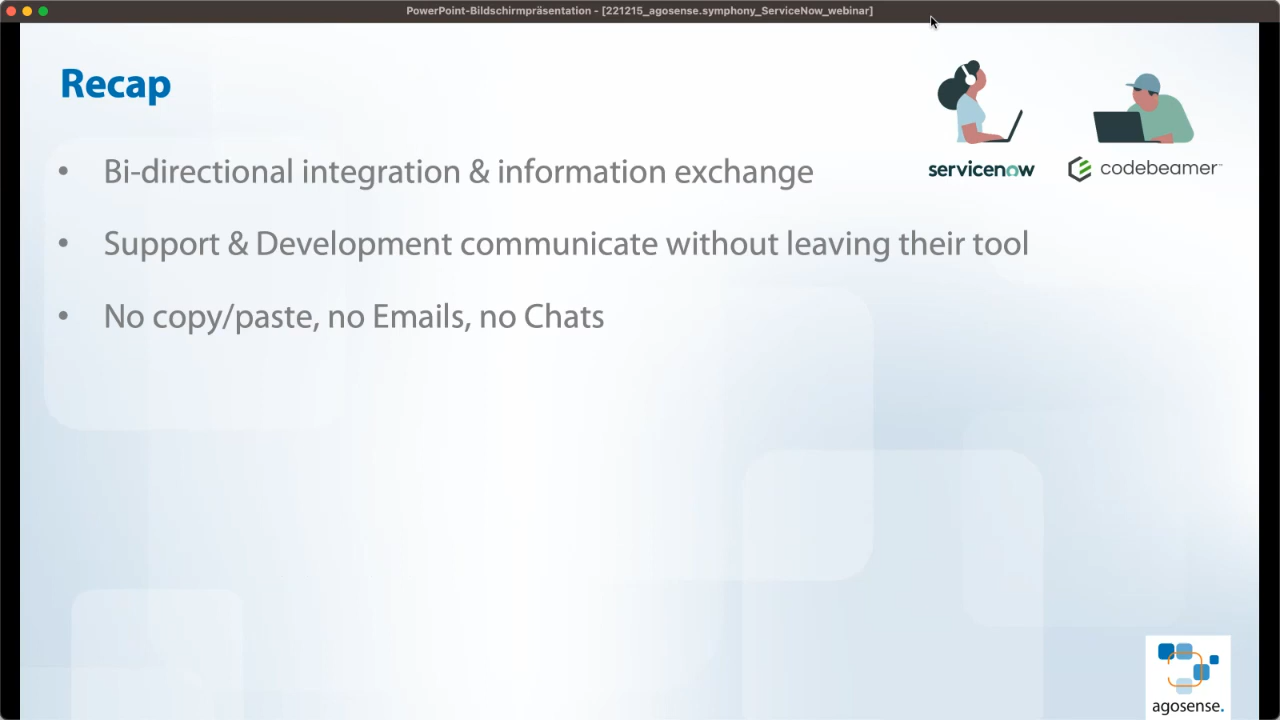 PowerPoint-Bildschirmpräsentation - [221215_agosense.symphony_ServiceNow_webinar]
Recap
• Bi-directional integration & information exchange
servicenow
codebeamer™
• Support & Development communicate without leaving their tool
• No copy/paste, no Emails, no Chats
agosense.